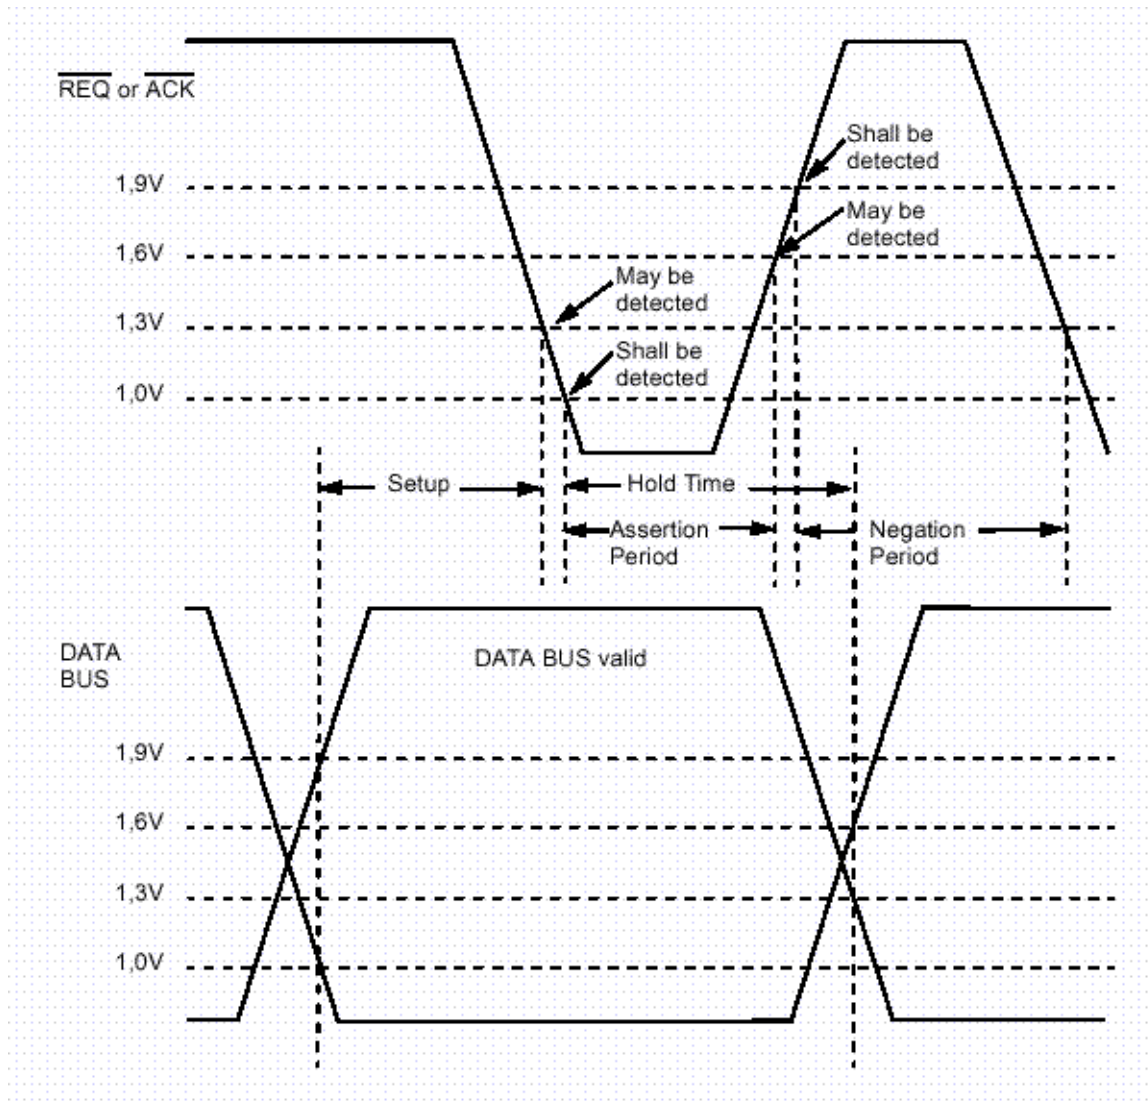 REQ or ACK
Shall be
detected
1,9V
May be
detected
1,6V
May be
detected
1,3V
Shall be
detected
1,0V
Setup
Hold Time
Assertion
Period
Negation
Period
DATA
BUS
DATA BUS valid
1,9V
1,6V
1,3V
1,0V